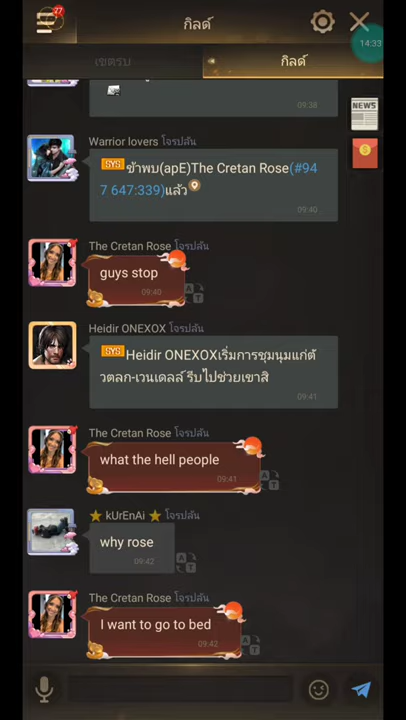 27
กิลด์
14:33
เขตรบ
กิลด์
NEWS
09:38
Warrior lovers โจรปล้น
SYS ข้าพบ(apE)The Cretan Rose(#94
7 647:339)แล้ว
09:40
The Cretan Rose โจรปล้น
guys stop
09:40
Heidir ONEXOX โจรปล้น
SYS Heidir ONEXOXเริ่มการชุมนุมแก่ตั
วตลก-เวนเดลล์ รีบไปช่วยเขาสิ
09:41
The Cretan Rose โจรปล้น
what the hell people
09:41
★ kUrEnAi ★ โจรปล้น
why rose
09:42
The Cretan Rose โจรปล้น
I want to go to bed
09:42